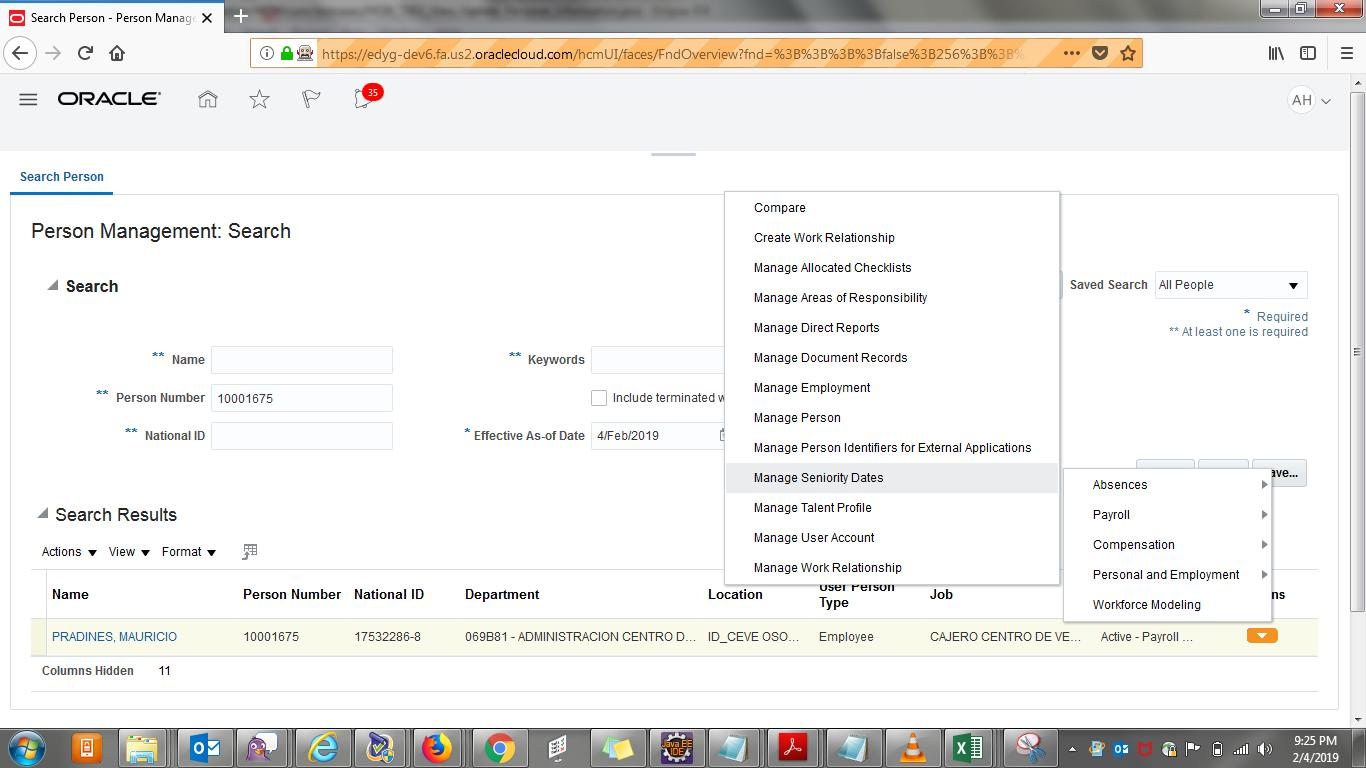 Search Person - Person Manage
https://edyg-dev6.fa.us2.oraclecloud.com/hcmUI/faces/FndOverview?fnd=%3B%3B%3B%3Bfalse%3B256%3B%3B%
ORACLE
35
AH
Search Person
Person Management: Search
Search
Saved Search All People
* Required
** At least one is required
** Name
** Keywords
** Person Number 10001675
Include terminated w
** National ID
* Effective As-of Date 4/Feb/2019
ave...
Compare
Create Work Relationship
Manage Allocated Checklists
Manage Areas of Responsibility
Manage Direct Reports
Manage Document Records
Manage Employment
Manage Person
Manage Person Identifiers for External Applications
Manage Seniority Dates
Manage Talent Profile
Manage User Account
Manage Work Relationship
Absences
Payroll
Compensation
Personal and Employment
Workforce Modeling
Search Results
Actions View Format
Name Person Number National ID Department Location User Person Type Job ns
PRADINES, MAURICIO 10001675 17532286-8 069B81 - ADMINISTRACION CENTRO D... ID_CEVE OSO... Employee CAJERO CENTRO DE VE... Active - Payroll ...
Columns Hidden 11
Java EE
IDE
9:25 PM
2/4/2019